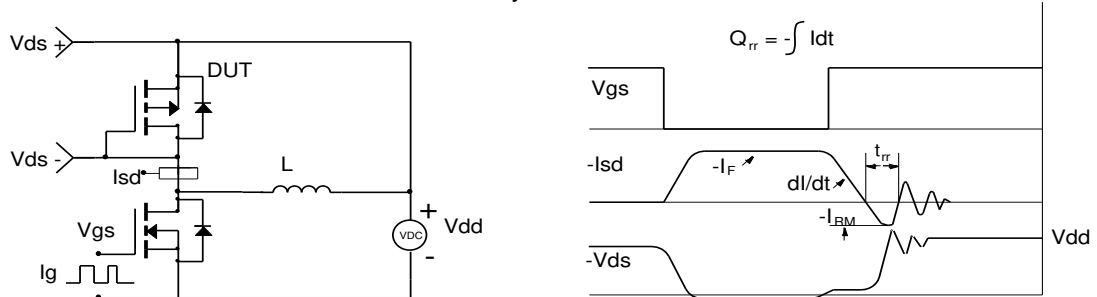 Vds +
DUT
Vds -
Isd
L
Vgs
Ig
VDC
+
-
Vdd
Qrr = -∫ Idt
Vgs
-Isd
-IF
dI/dt
trr
-IRM
-Vds
Vdd